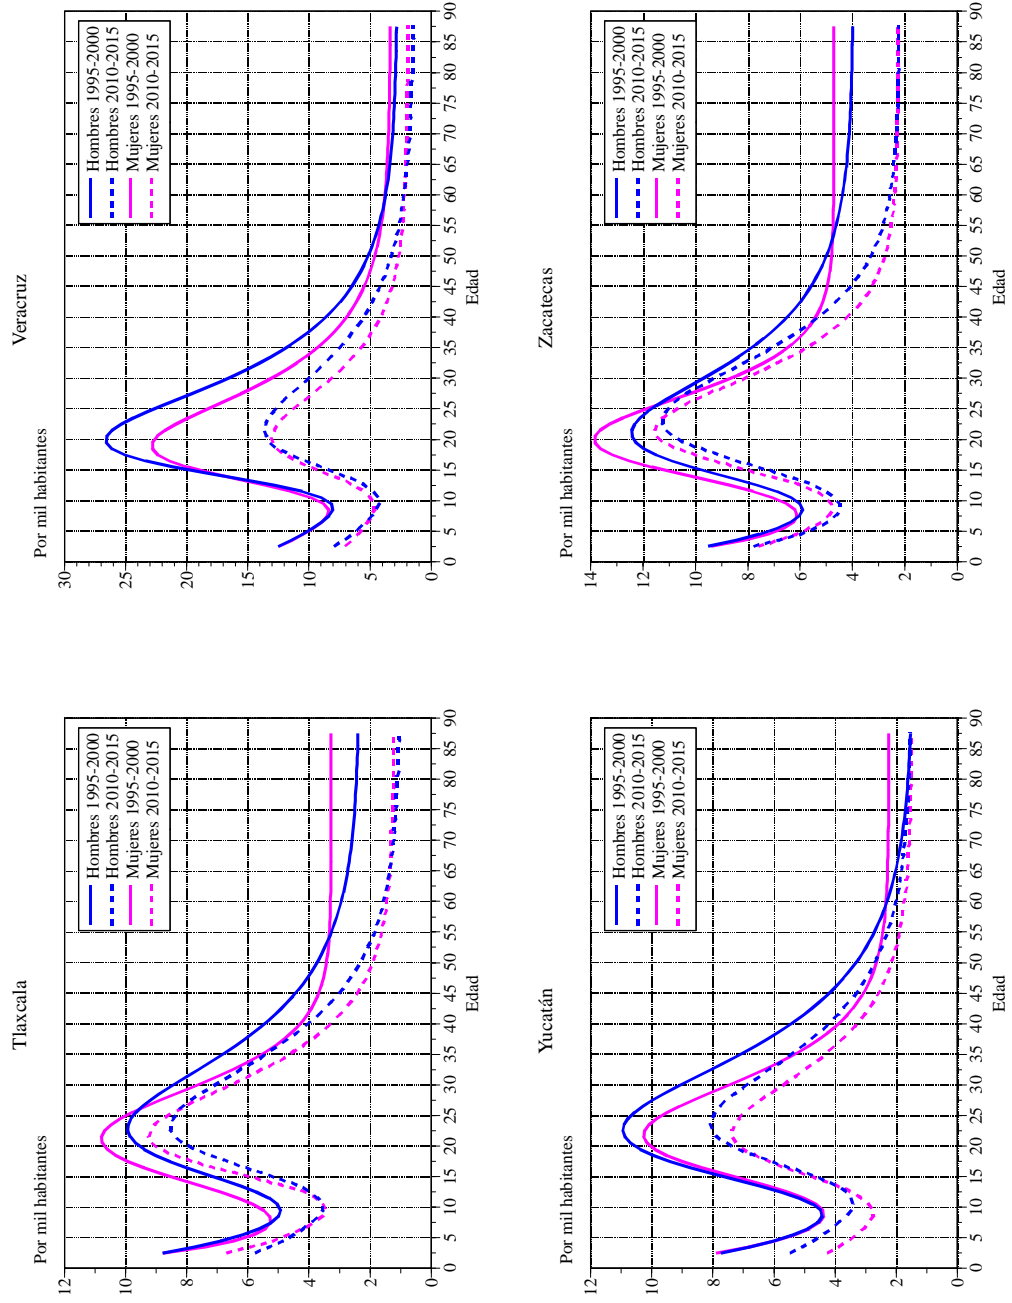 Tlaxcala
Por mil habitantes
12
10
8
6
4
2
0
Hombres 1995-2000
Hombres 2010-2015
Mujeres 1995-2000
Mujeres 2010-2015
0 5 10 15 20 25 30 35 40 45 50 55 60 65 70 75 80 85 90
Edad
Veracruz
Por mil habitantes
30
25
20
15
10
5
0
Hombres 1995-2000
Hombres 2010-2015
Mujeres 1995-2000
Mujeres 2010-2015
0 5 10 15 20 25 30 35 40 45 50 55 60 65 70 75 80 85 90
Edad
Yucatán
Por mil habitantes
12
10
8
6
4
2
0
Hombres 1995-2000
Hombres 2010-2015
Mujeres 1995-2000
Mujeres 2010-2015
0 5 10 15 20 25 30 35 40 45 50 55 60 65 70 75 80 85 90
Edad
Zacatecas
Por mil habitantes
14
12
10
8
6
4
2
0
Hombres 1995-2000
Hombres 2010-2015
Mujeres 1995-2000
Mujeres 2010-2015
0 5 10 15 20 25 30 35 40 45 50 55 60 65 70 75 80 85 90
Edad